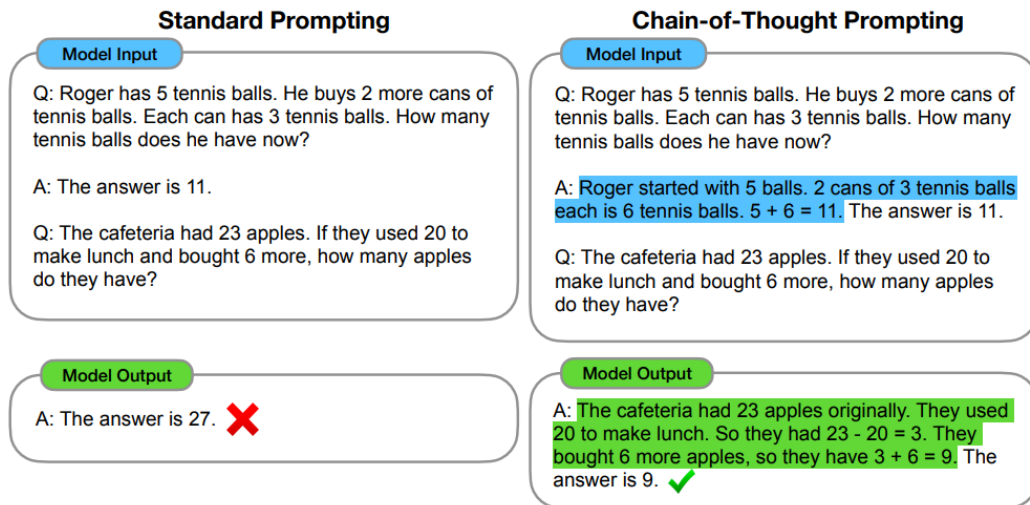 Standard Prompting
Model Input
Q: Roger has 5 tennis balls. He buys 2 more cans of
tennis balls. Each can has 3 tennis balls. How many
tennis balls does he have now?
A: The answer is 11.
Q: The cafeteria had 23 apples. If they used 20 to
make lunch and bought 6 more, how many apples
do they have?
Model Output
A: The answer is 27.
Chain-of-Thought Prompting
Model Input
Q: Roger has 5 tennis balls. He buys 2 more cans of
tennis balls. Each can has 3 tennis balls. How many
tennis balls does he have now?
A: Roger started with 5 balls. 2 cans of 3 tennis balls
each is 6 tennis balls. 5 + 6 = 11. The answer is 11.
Q: The cafeteria had 23 apples. If they used 20 to
make lunch and bought 6 more, how many apples
do they have?
Model Output
A: The cafeteria had 23 apples originally. They used
20 to make lunch. So they had 23 - 20 = 3. They
bought 6 more apples, so they have 3 + 6 = 9. The
answer is 9.